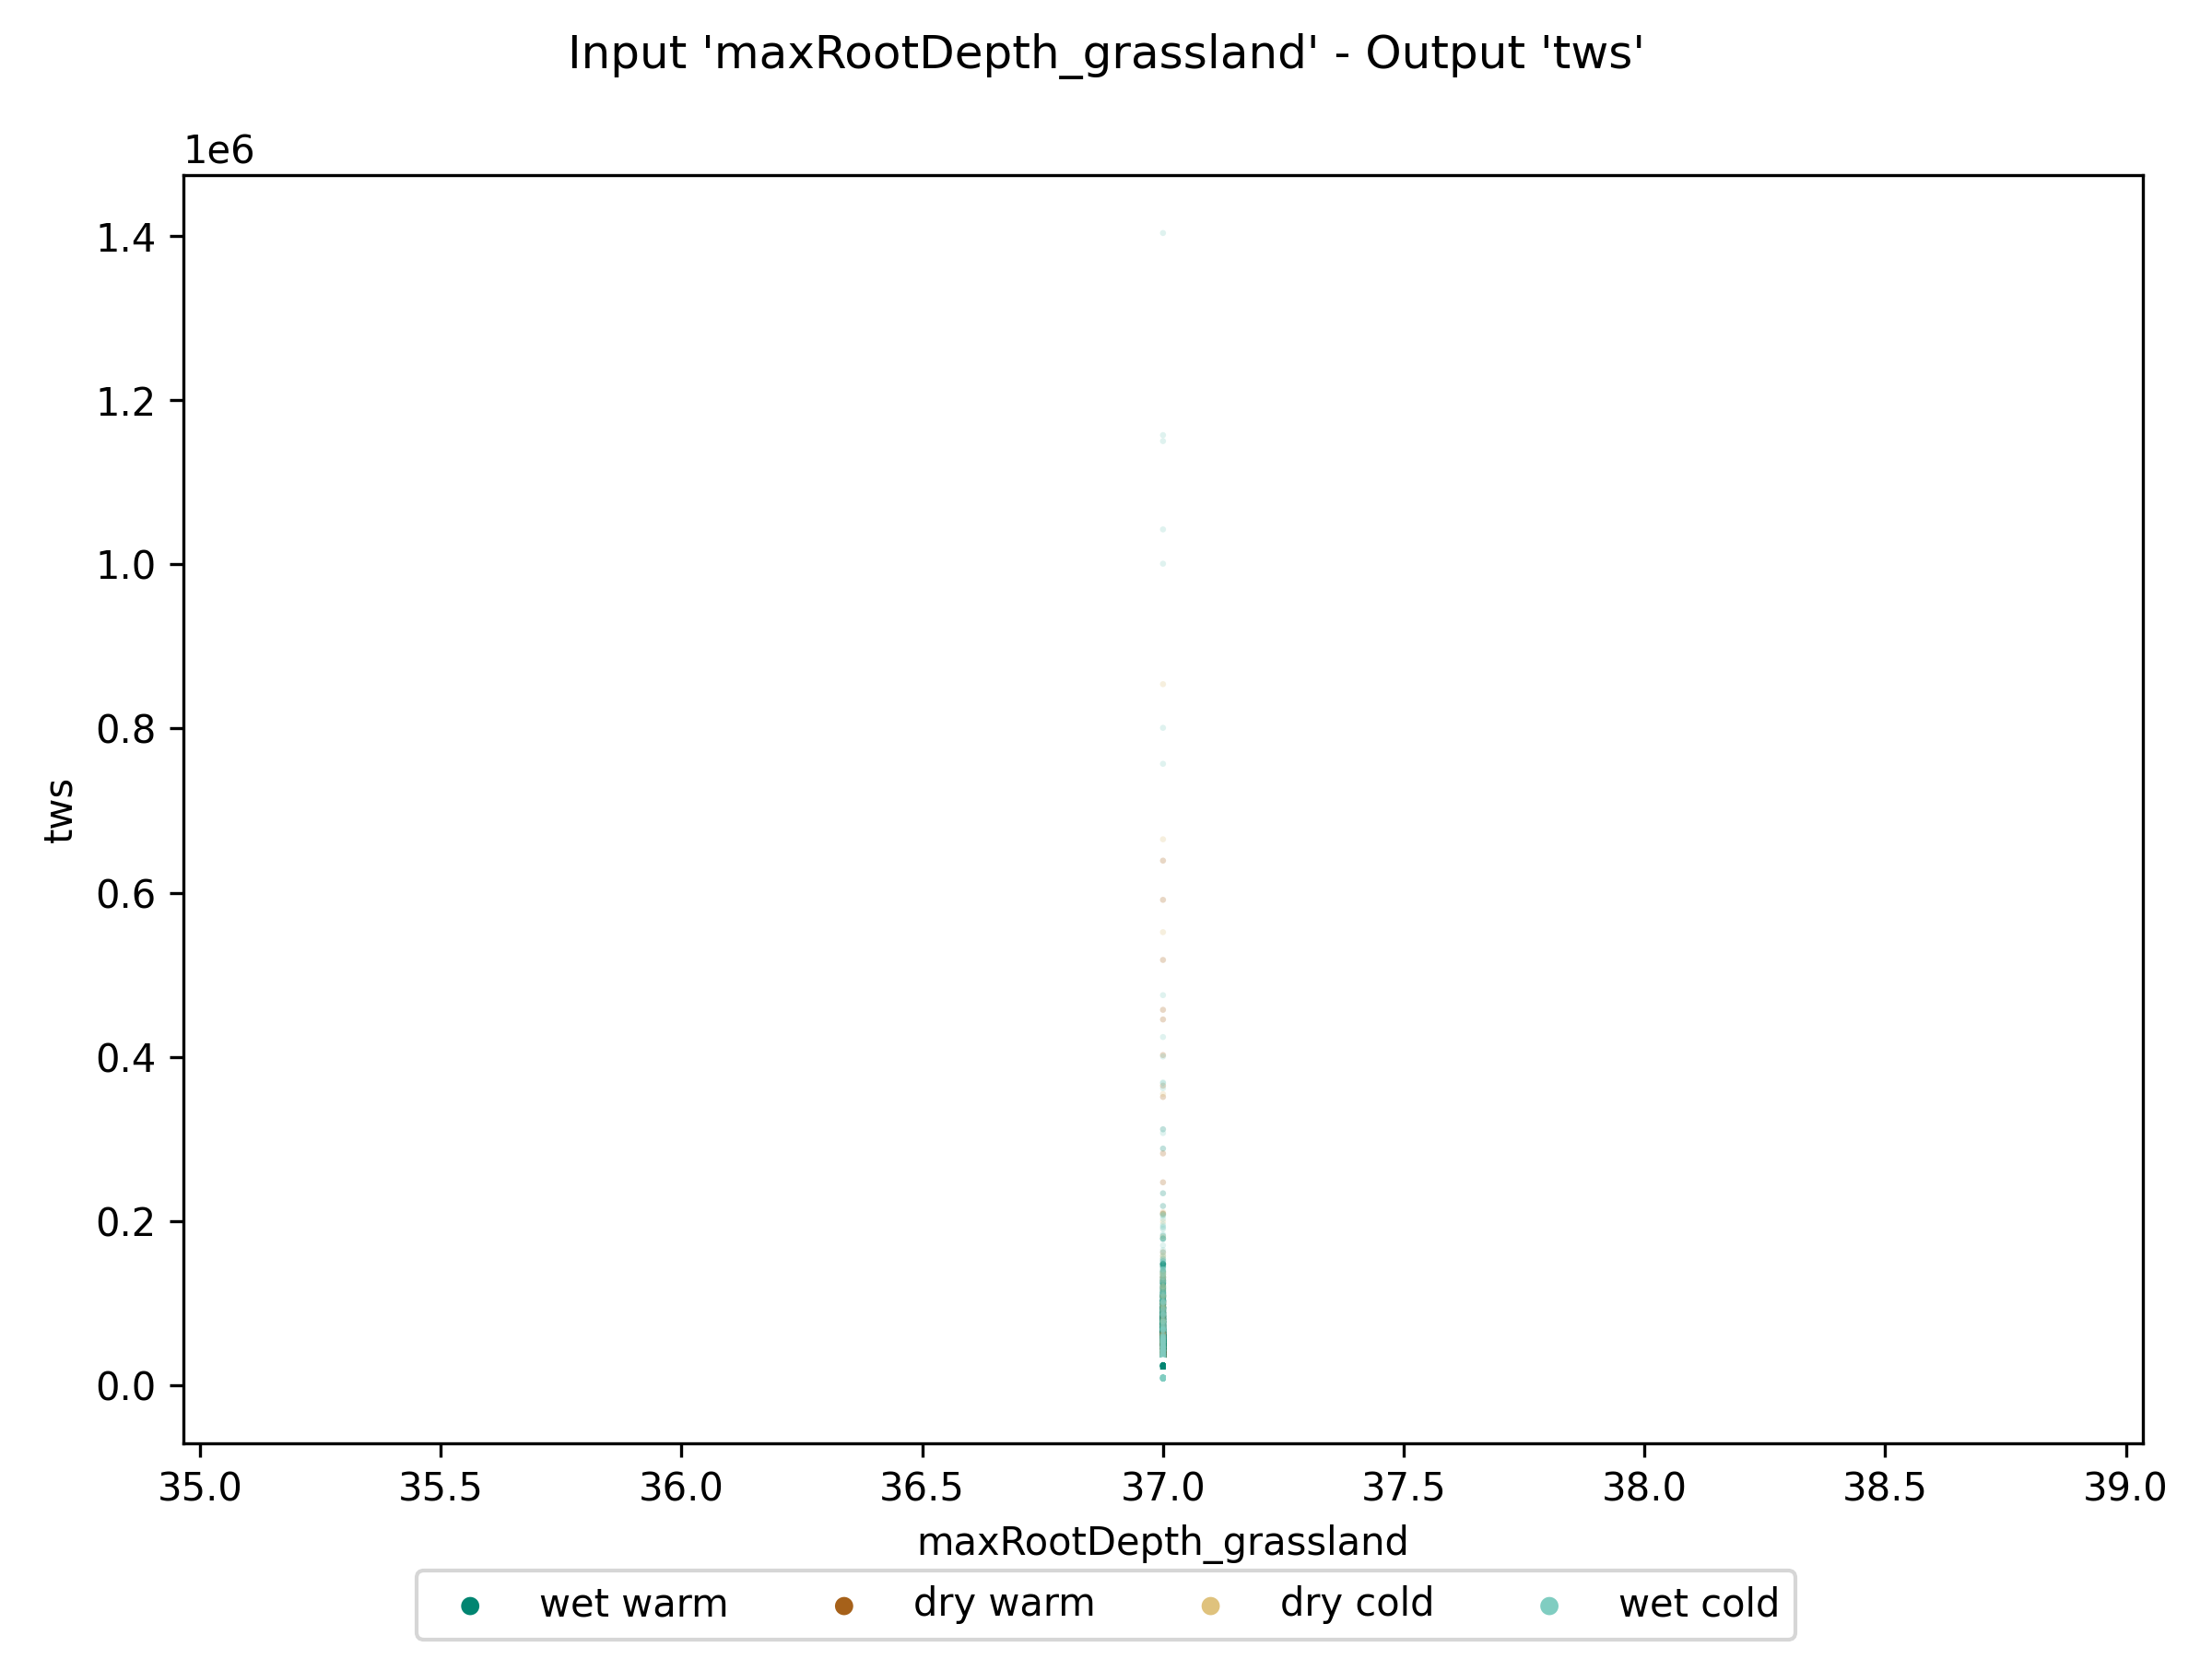 Input 'maxRootDepth_grassland' - Output 'tws'
1e6
1.4
1.2
1.0
0.8
0.6
0.4
0.2
0.0
tws
35.0 35.5 36.0 36.5 37.0 37.5 38.0 38.5 39.0
maxRootDepth_grassland
wet warm dry warm dry cold wet cold